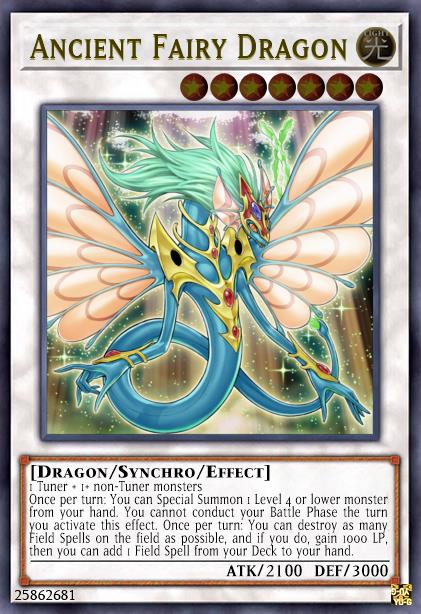 ANCIENT FAIRY DRAGON
LIGHT
光
[DRAGON/SYNCHRO/EFFECT]
1 Tuner + 1+ non-Tuner monsters
Once per turn: You can Special Summon 1 Level 4 or lower monster
from your hand. You cannot conduct your Battle Phase the turn
you activate this effect. Once per turn: You can destroy as many
Field Spells on the field as possible, and if you do, gain 1000 LP,
then you can add 1 Field Spell from your Deck to your hand.
ATK/2100 DEF/3000
25862681